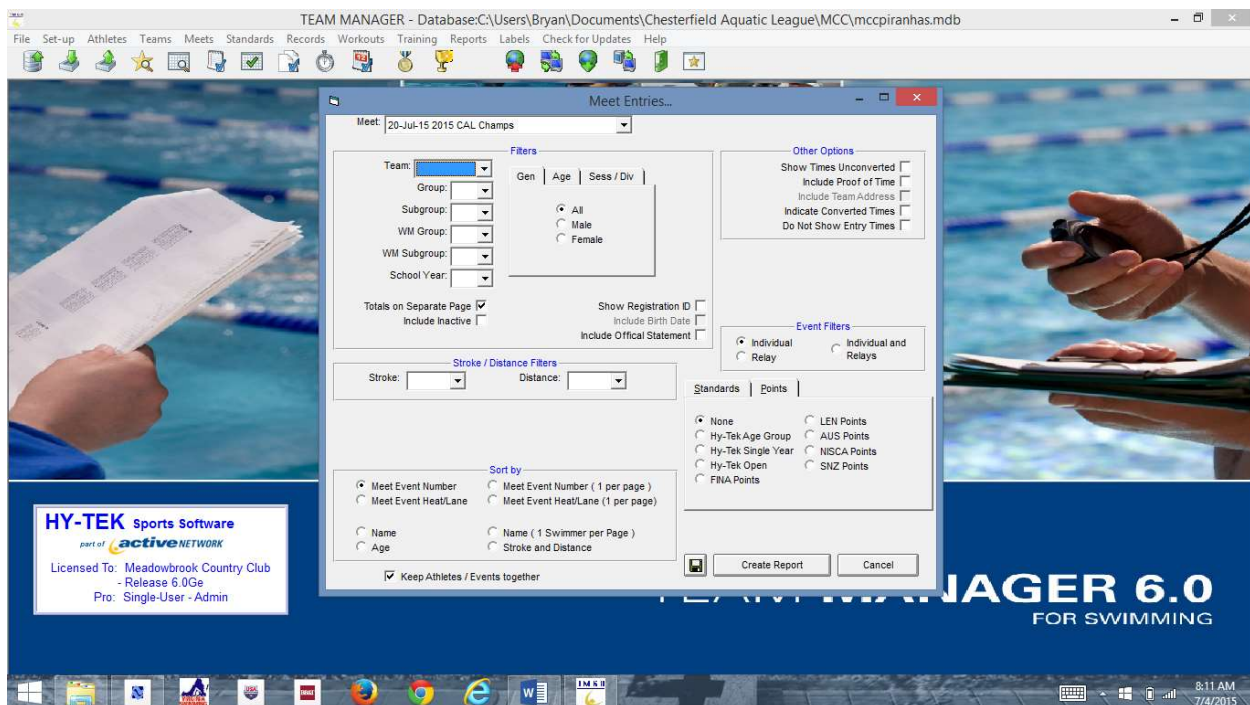 TEAM MANAGER - Database:C:\Users\Bryan\Documents\Chesterfield Aquatic League\MCC\mccpiranhas.mdb
File Set-up Athletes Teams Meets Standards Records Workouts Training Reports Labels Check for Updates Help
Meet Entries...
Meet: 20-Jul-15 2015 CAL Champs
Filters
Team:
Group:
Subgroup:
WM Group:
WM Subgroup:
School Year:
Gen Age Sess / Div
All
Male
Female
Totals on Separate Page
Include Inactive
Show Registration ID
Include Birth Date
Include Offical Statement
Other Options
Show Times Unconverted
Include Proof of Time
Include Team Address
Indicate Converted Times
Do Not Show Entry Times
Event Filters
Individual
Relay
Individual and
Relays
Stroke / Distance Filters
Stroke: Distance:
Standards Points
None LEN Points
Hy-Tek Age Group AUS Points
Hy-Tek Single Year NISCA Points
Hy-Tek Open SNZ Points
FINA Points
Sort by
Meet Event Number Meet Event Number ( 1 per page )
Meet Event Heat/Lane Meet Event Heat/Lane (1 per page)
Name Name ( 1 Swimmer per Page )
Age Stroke and Distance
Keep Athletes / Events together
Create Report Cancel
HY-TEK Sports Software
part of active NETWORK
Licensed To: Meadowbrook Country Club
- Release 6.0Ge
Pro: Single-User - Admin
TEAM MANAGER 6.0
FOR SWIMMING
8:11 AM
7/4/2015